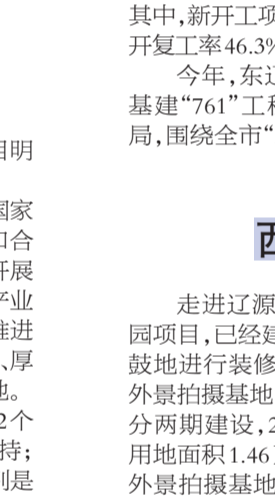 目明
国家
和合
开展
产业
推进
、厚
地。
2个
持；
别是
其中,新开工项
开复工率46.3%
今年,东辽
基建“761”工程
局,围绕全市“
西
走进辽源
园项目,已经建
鼓地进行装修
外景拍摄基地
分两期建设,2
用地面积1.46
外景拍摄基地